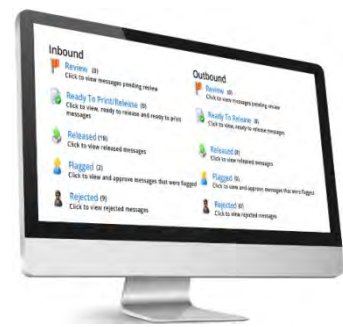 Inbound
Review (0)
Click to view messages pending review
Ready To Print/Release (0)
Click to view, ready to release and ready to print
messages
Released (18)
Click to view released messages
Flagged (2)
Click to view and approve messages that were flagged
Rejected (9)
Click to view rejected messages
Outbound
Review (0)
Click to view messages pending review
Ready To Release
Click to view, ready to release messages
Released
Click to view released messages
Flagged
Click to view and approve messages that were flagged
Rejected
Click to view rejected messages